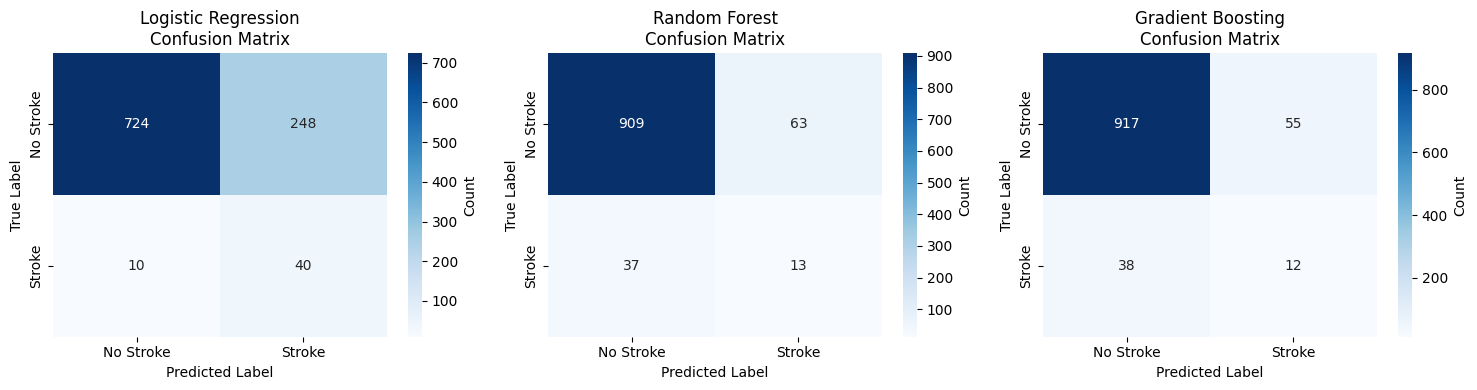 Logistic Regression
Confusion Matrix
No Stroke
Stroke
True Label
724
248
10
40
No Stroke
Stroke
Predicted Label
700
600
500
400
300
200
100
Count
Random Forest
Confusion Matrix
No Stroke
Stroke
True Label
909
63
37
13
No Stroke
Stroke
Predicted Label
900
800
700
600
500
400
300
200
100
Count
Gradient Boosting
Confusion Matrix
No Stroke
Stroke
True Label
917
55
38
12
No Stroke
Stroke
Predicted Label
800
600
400
200
Count